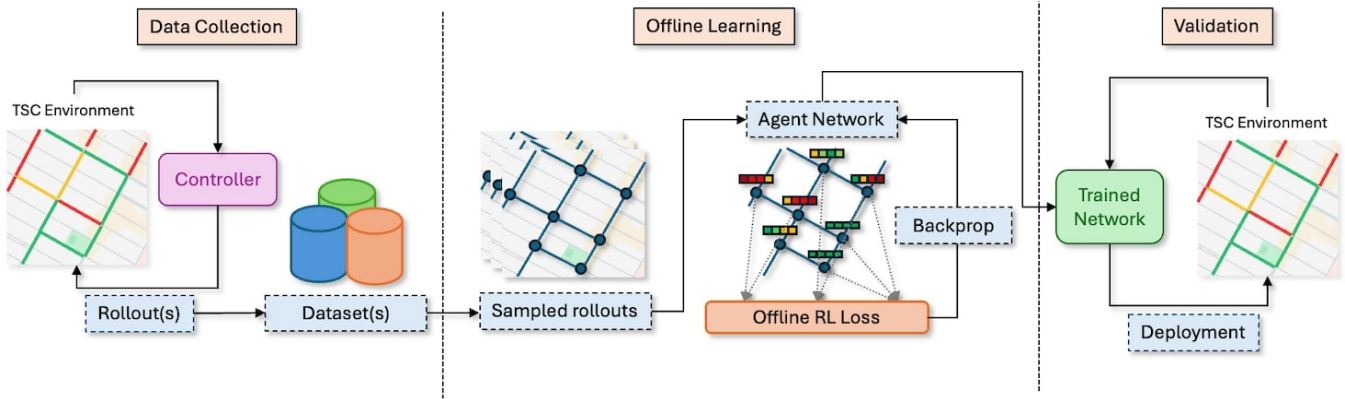 Data Collection
Offline Learning
Validation
TSC Environment
Controller
Rollout(s)
Dataset(s)
Sampled rollouts
Agent Network
Backprop
Offline RL Loss
TSC Environment
Trained
Network
Deployment